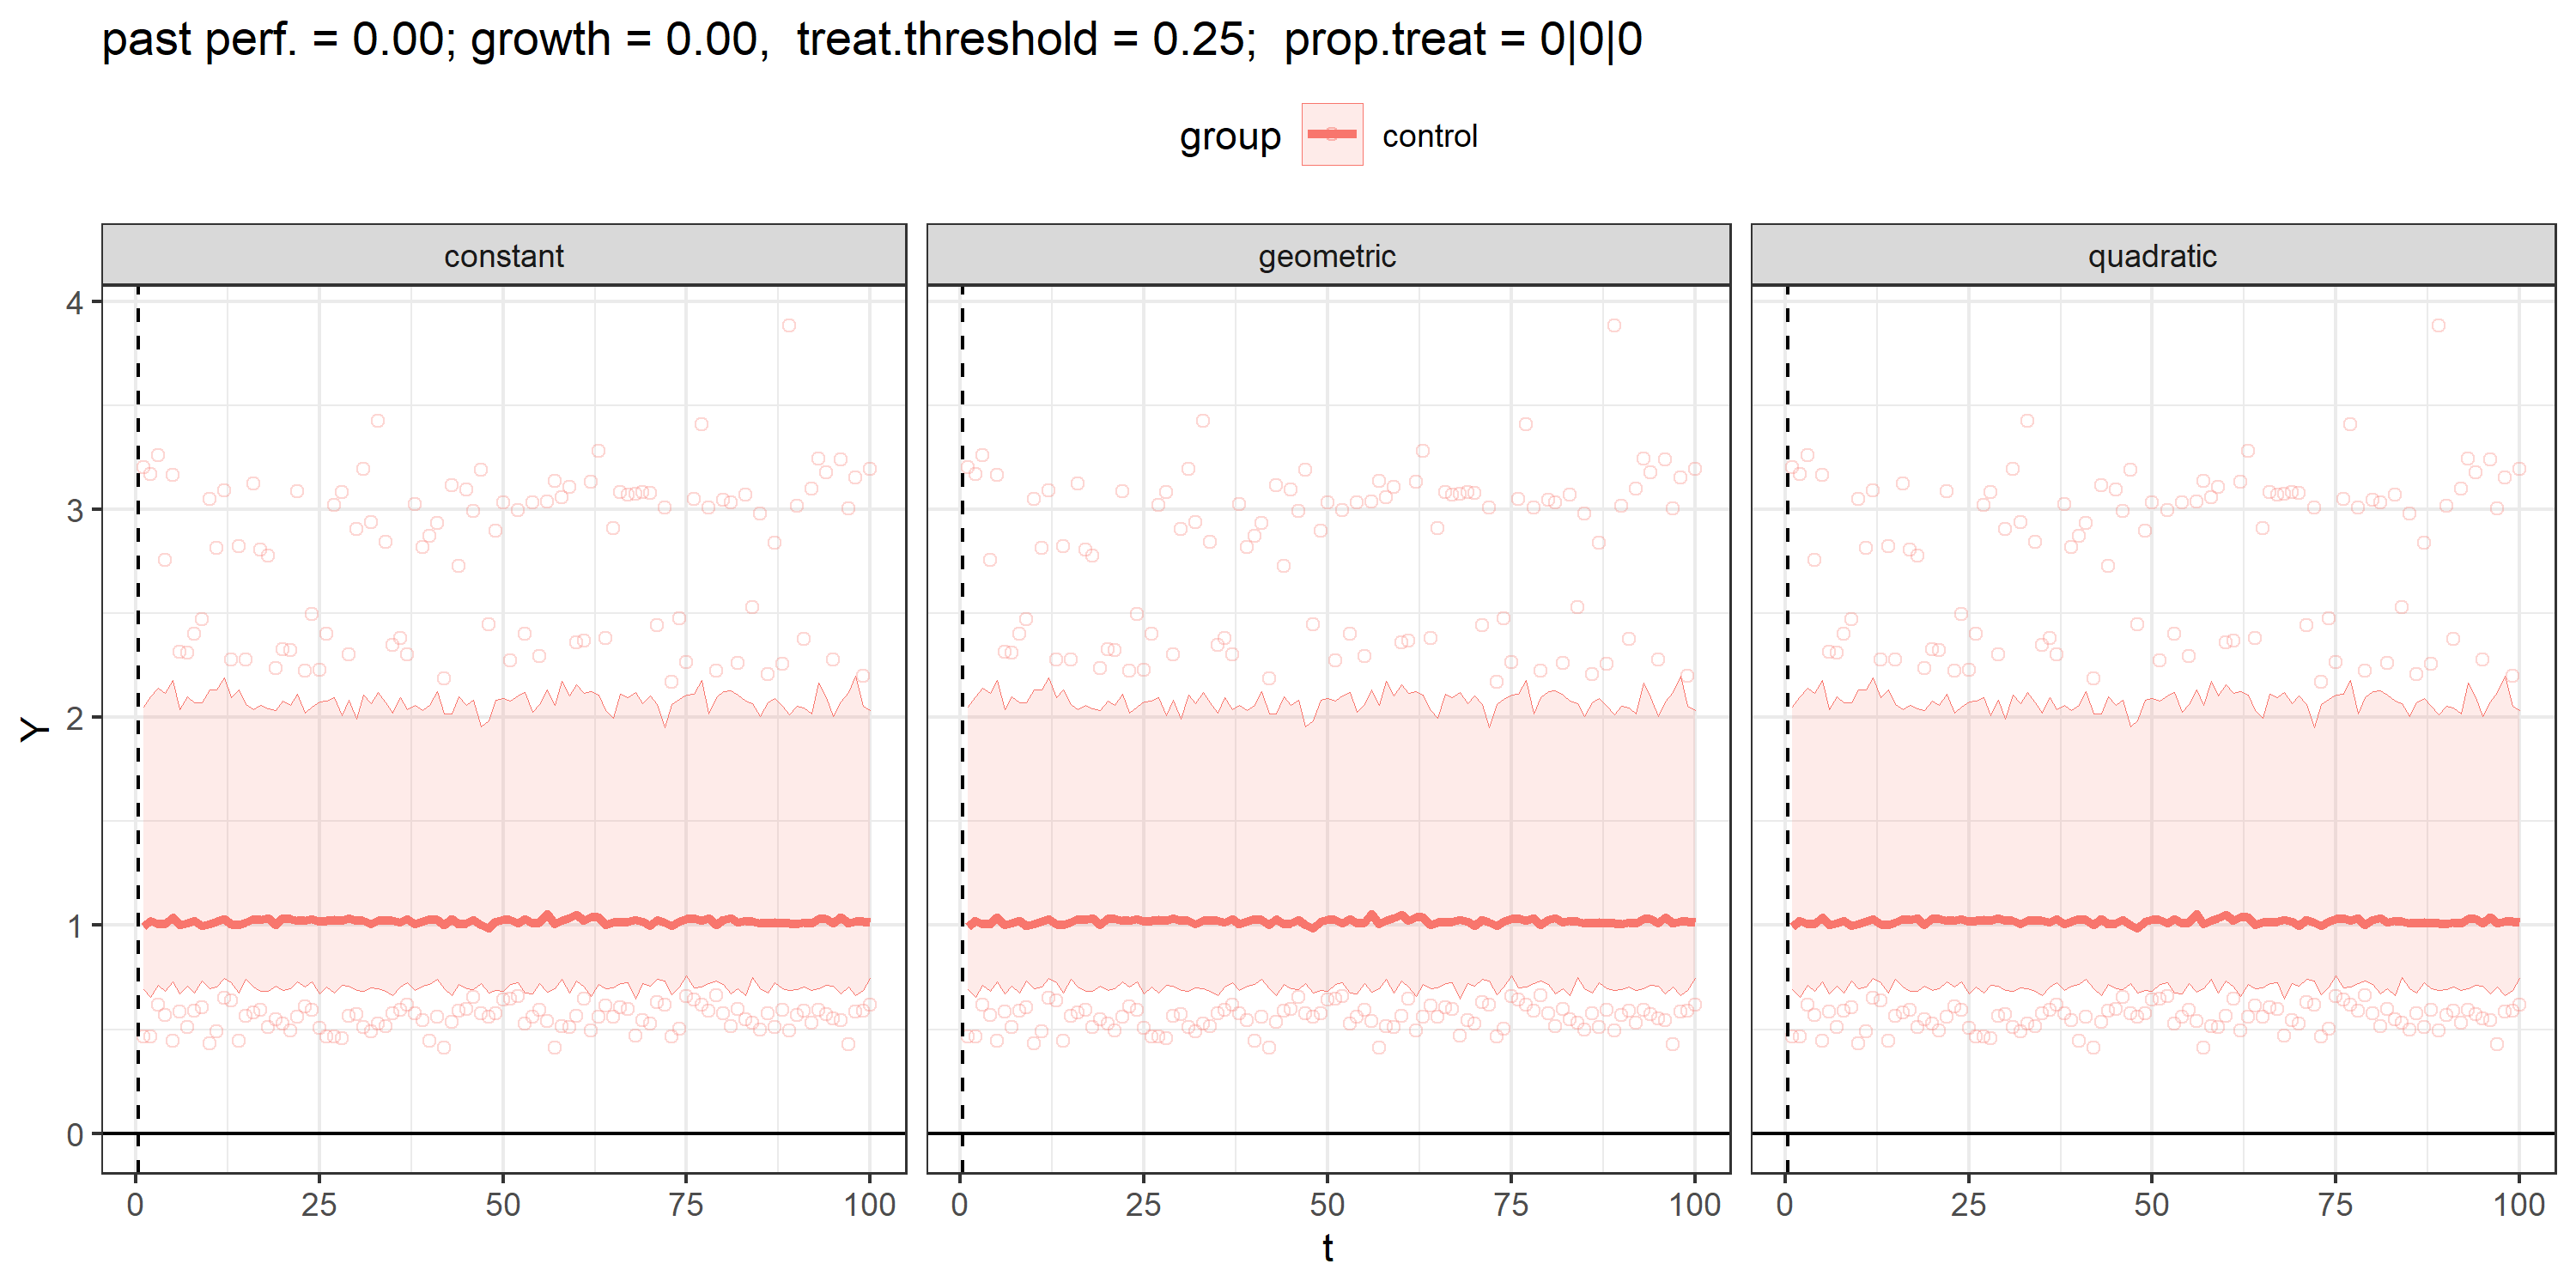 past perf. = 0.00; growth = 0.00,  treat.threshold = 0.25;  prop.treat = 0|0|0
group control
constant geometric quadratic
4
3
2
1
0
Y
0 25 50 75 100 0 25 50 75 100 0 25 50 75 100
t